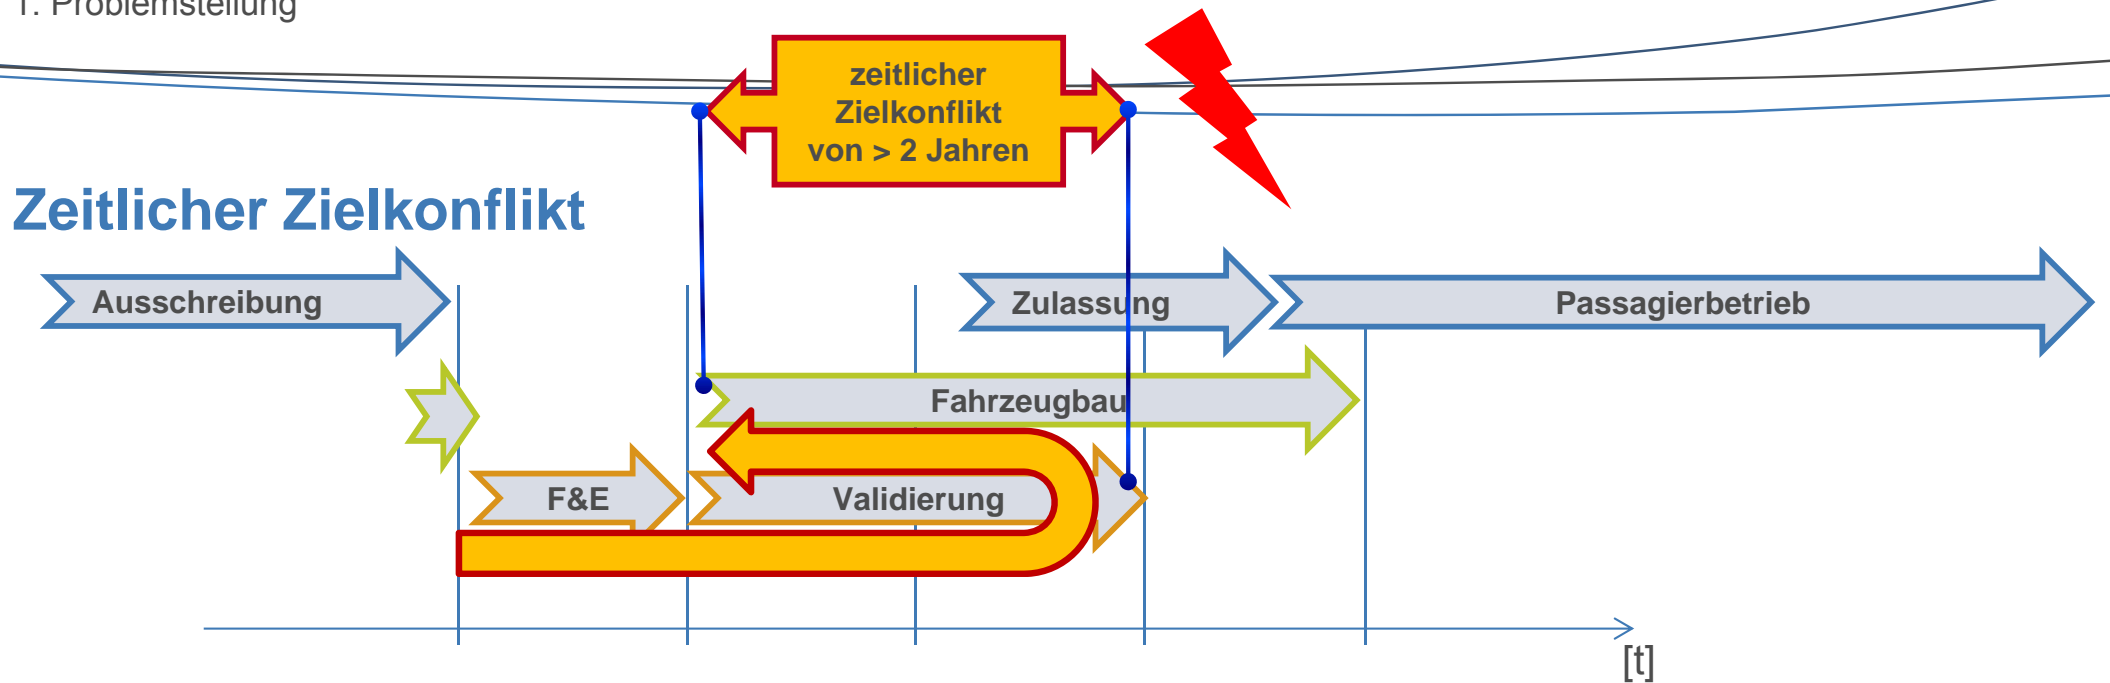 1. Problemstellung
zeitlicher
Zielkonflikt
von > 2 Jahren
Zeitlicher Zielkonflikt
Ausschreibung
Zulassung
Passagierbetrieb
Fahrzeugbau
F&E
Validierung
[t]